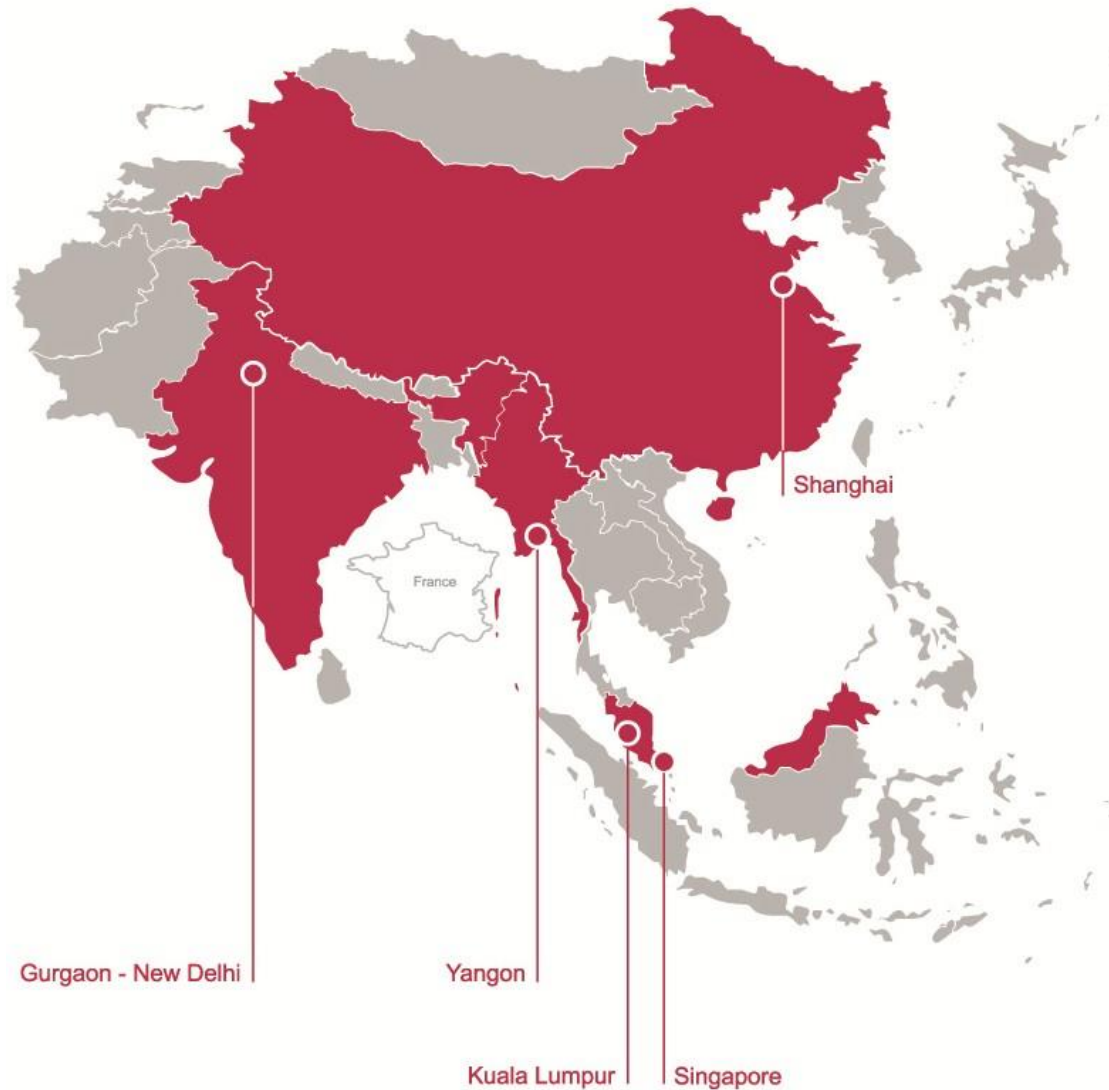 Shanghai
France
Gurgaon - New Delhi
Yangon
Kuala Lumpur
Singapore